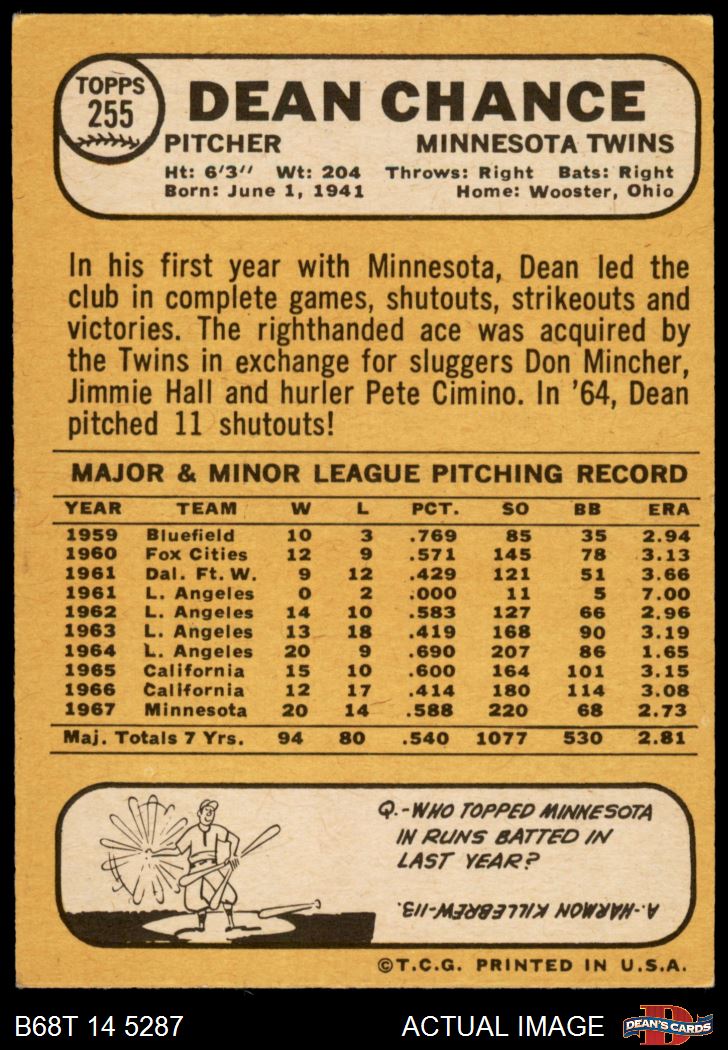 TOPPS
255
DEAN CHANCE
PITCHER MINNESOTA TWINS
Ht: 6'3" Wt: 204 Throws: Right Bats: Right
Born: June 1, 1941 Home: Wooster, Ohio
In his first year with Minnesota, Dean led the
club in complete games, shutouts, strikeouts and
victories. The righthanded ace was acquired by
the Twins in exchange for sluggers Don Mincher,
Jimmie Hall and hurler Pete Cimino. In '64, Dean
pitched 11 shutouts!
MAJOR & MINOR LEAGUE PITCHING RECORD
YEAR TEAM W L PCT. SO BB ERA
1959 Bluefield 10 3 .769 85 35 2.94
1960 Fox Cities 12 9 .571 145 78 3.13
1961 Dal. Ft. W. 9 12 .429 121 51 3.66
1961 L. Angeles 0 2 .000 11 5 7.00
1962 L. Angeles 14 10 .583 127 66 2.96
1963 L. Angeles 13 18 .419 168 90 3.19
1964 L. Angeles 20 9 .690 207 86 1.65
1965 California 15 10 .600 164 101 3.15
1966 California 12 17 .414 180 114 3.08
1967 Minnesota 20 14 .588 220 68 2.73
Maj. Totals 7 Yrs. 94 80 .540 1077 530 2.81
Q.-WHO TOPPED MINNESOTA
IN RUNS BATTED IN
LAST YEAR?
A-HARMON KILLEBREW-113.
©T.C.G. PRINTED IN U.S.A.
B68T 14 5287 ACTUAL IMAGE
D
DEAN'S CARDS